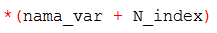 *(nama_var + N_index)